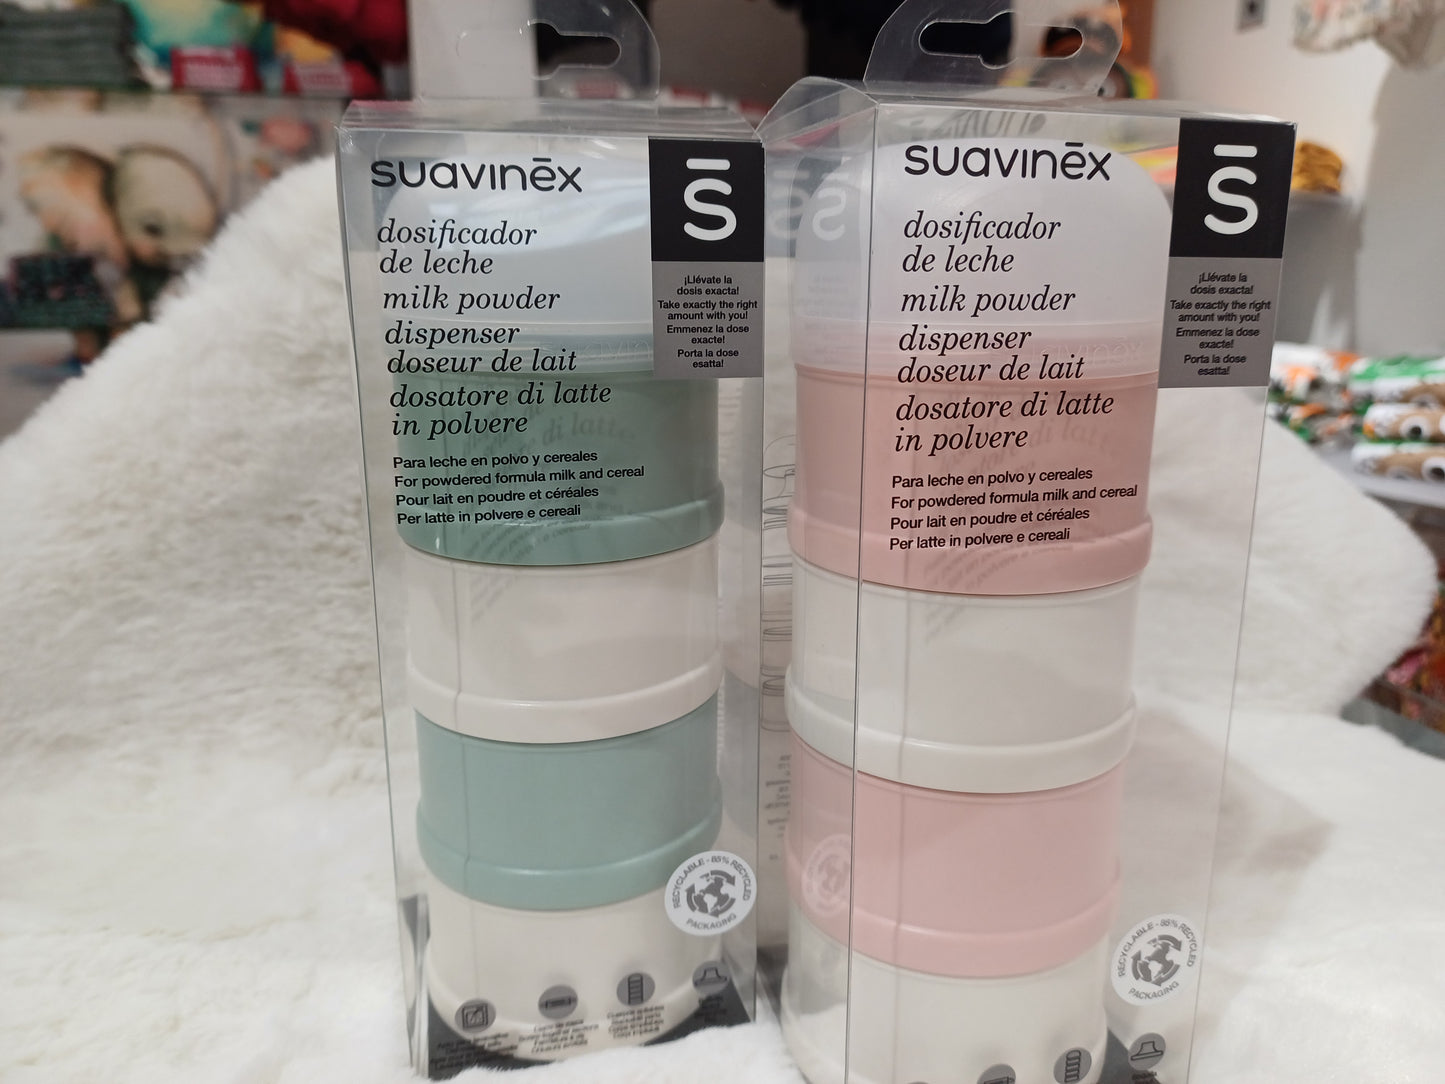 suavinēx
dosificador
de leche
milk powder
dispenser
doseur de lait
dosatore di latte
in polvere
Para leche en polvo y cereales
For powdered formula milk and cereal
Pour lait en poudre et céréales
Per latte in polvere e cereali
s̄
¡Llévate la
dosis exacta!
Take exactly the right
amount with you!
Emmenez la dose
exacte!
Porta la dose
esatta!
RECYCLABLE - 85% RECYCLED
PACKAGING
suavinēx
dosificador
de leche
milk powder
dispenser
doseur de lait
dosatore di latte
in polvere
Para leche en polvo y cereales
For powdered formula milk and cereal
Pour lait en poudre et céréales
Per latte in polvere e cereali
s̄
¡Llévate la
dosis exacta!
Take exactly the right
amount with you!
Emmenez la dose
exacte!
Porta la dose
esatta!
RECYCLABLE - 85% RECYCLED
PACKAGING